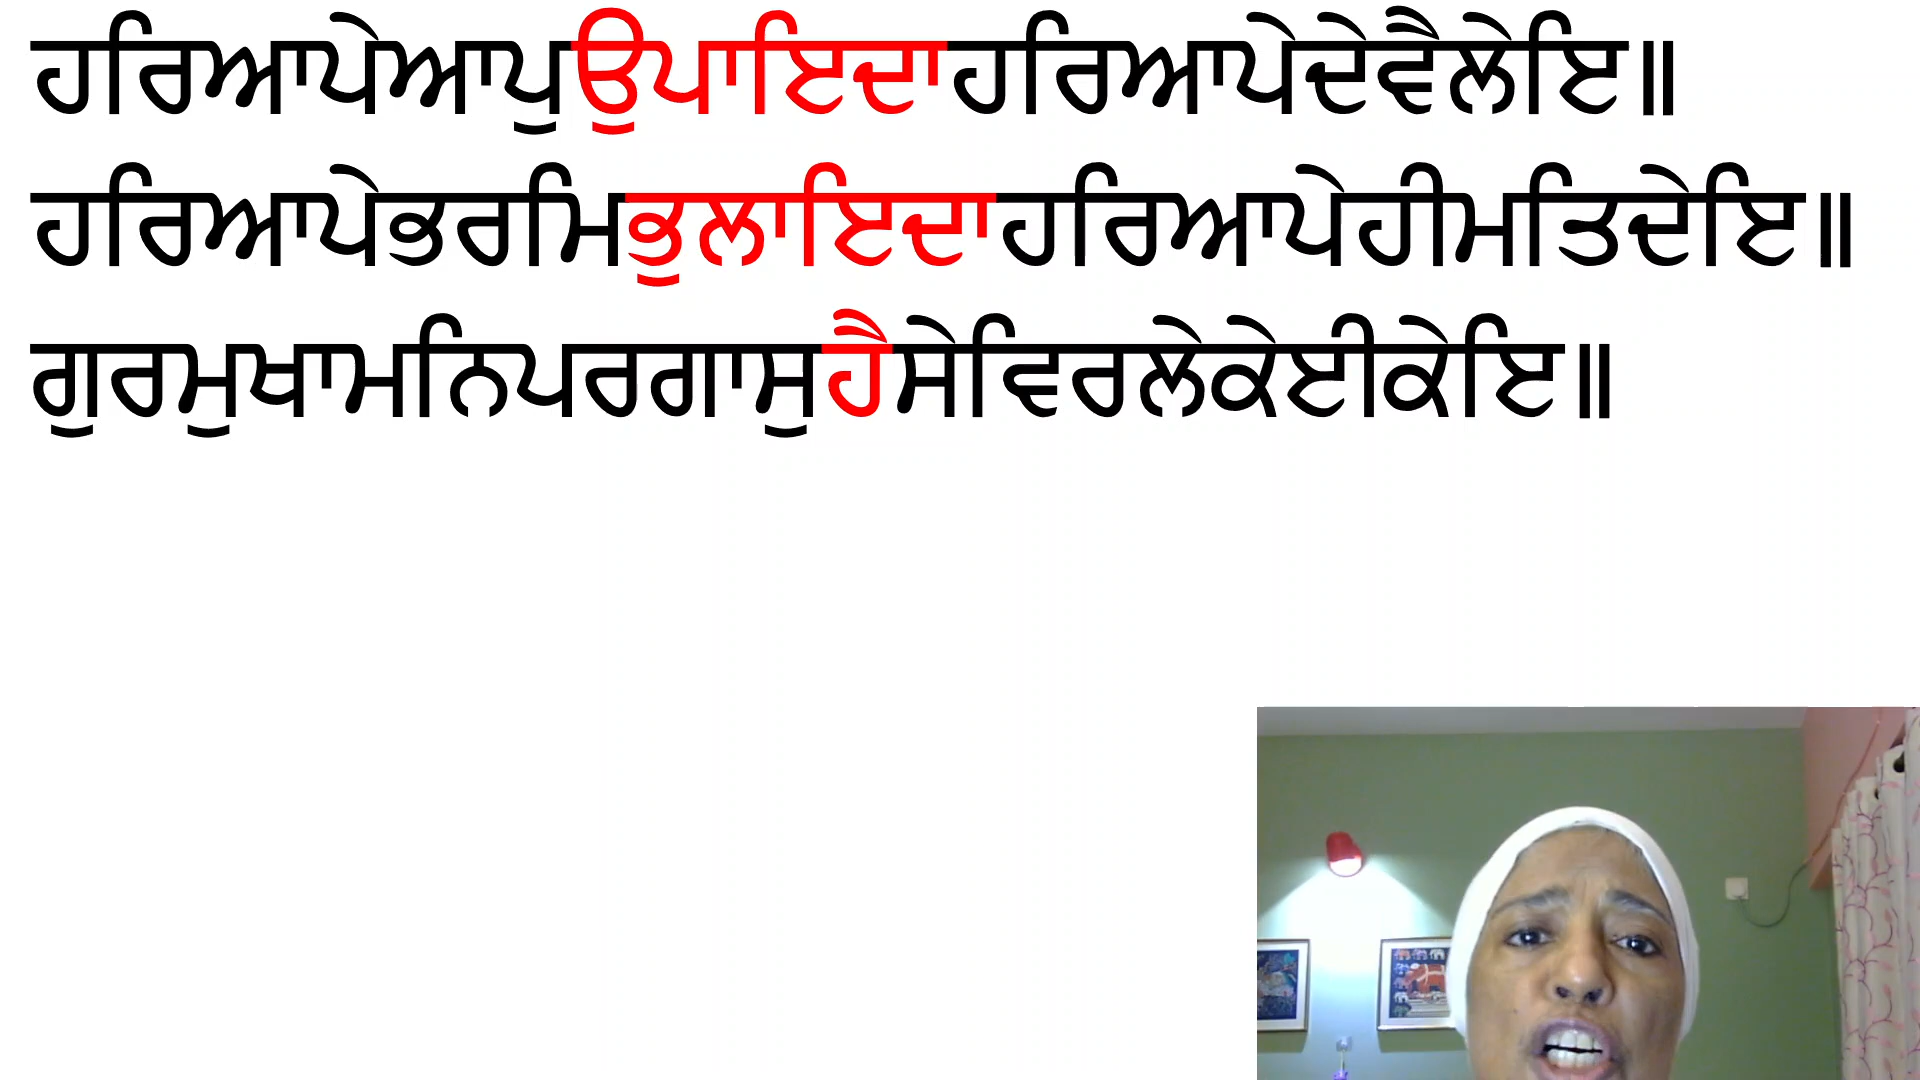 ਹਰਿਆਪੇਆਪੁਉਪਾਇਦਾਹਰਿਆਪੇਦੇਵੈਲੇਇ॥
ਹਰਿਆਪੇਭਰਮਿਭੁਲਾਇਦਾਹਰਿਆਪੇਹੀਮਤਿਦੇਇ॥
ਗੁਰਮੁਖਾਮਨਿਪਰਗਾਸੁਹੈਸੇਵਿਰਲੇਕੇਈਕੇਇ॥